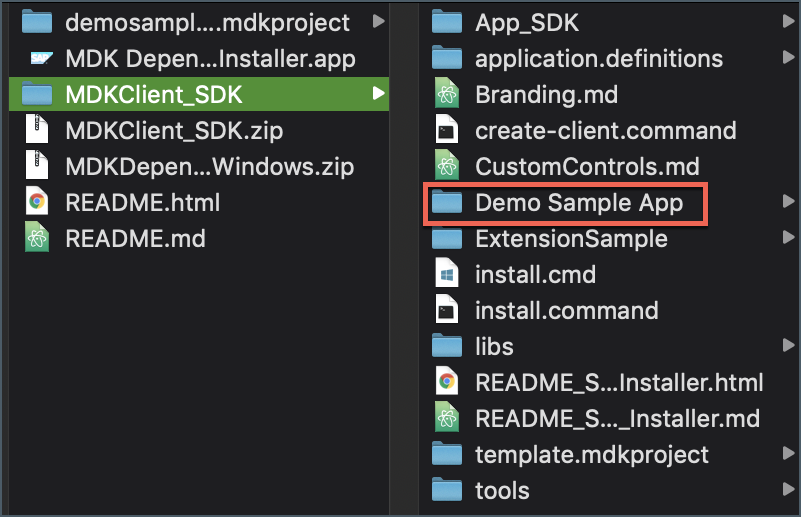 demosampl....mdkproject
MDK Depen...Installer.app
MDKClient_SDK
MDKClient_SDK.zip
MDKDepen...Windows.zip
README.html
README.md
App_SDK
application.definitions
Branding.md
create-client.command
CustomControls.md
Demo Sample App
ExtensionSample
install.cmd
install.command
libs
README_S...Installer.html
README_S..._Installer.md
template.mdkproject
tools